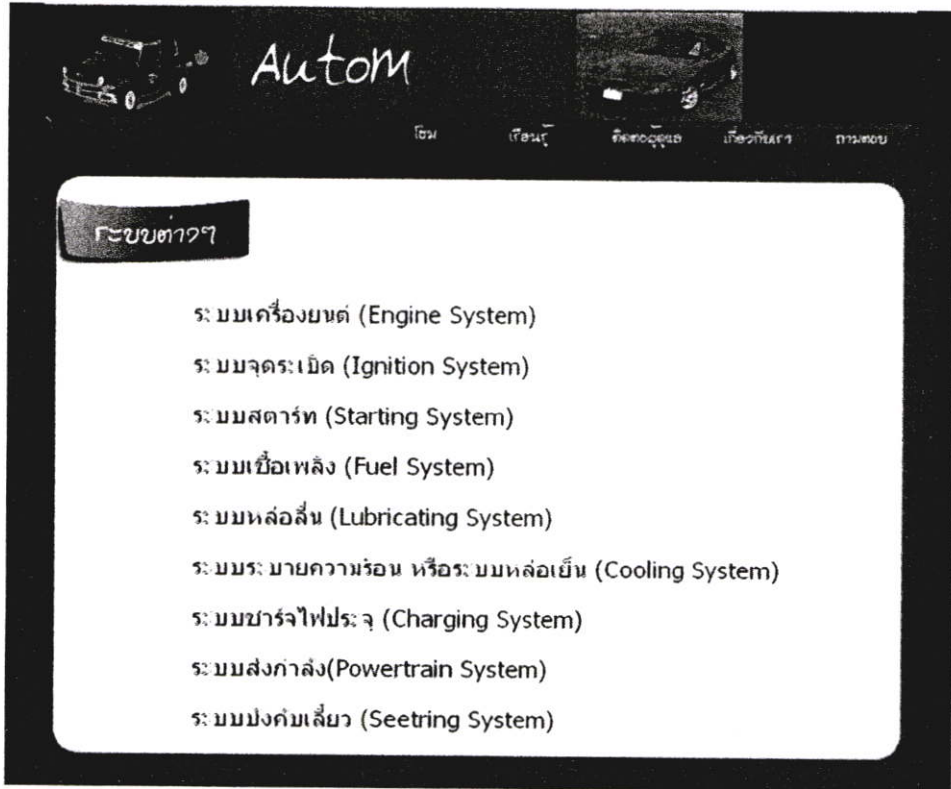 Autom
โฮม เรียนรู้ ติดต่อผู้ดูแล เกี่ยวกับเรา ถามตอบ
ระบบต่างๆ
ระบบเครื่องยนต์ (Engine System)
ระบบจุดระเบิด (Ignition System)
ระบบสตาร์ท (Starting System)
ระบบเชื้อเพลิง (Fuel System)
ระบบหล่อลื่น (Lubricating System)
ระบบระบายความร้อน หรือระบบหล่อเย็น (Cooling System)
ระบบชาร์จไฟประจุ (Charging System)
ระบบส่งกำลัง(Powertrain System)
ระบบบังคับเลี้ยว (Seetring System)